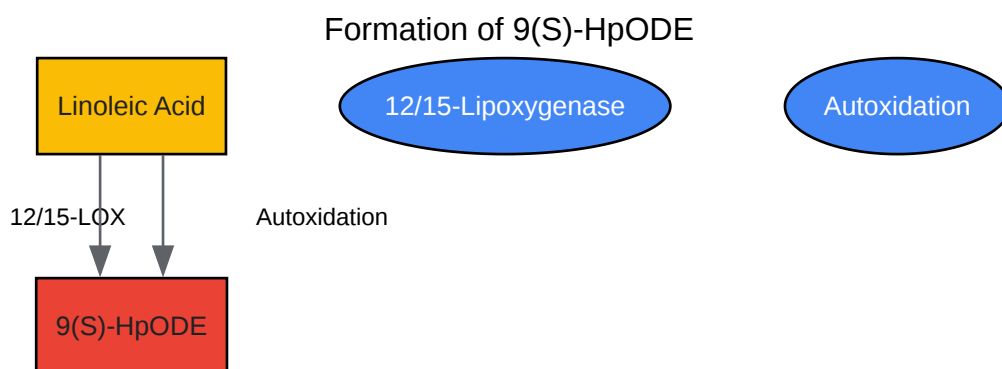 Formation of 9(S)-HpODE
Linoleic Acid
12/15-Lipoxygenase
Autoxidation
12/15-LOX
Autoxidation
9(S)-HpODE